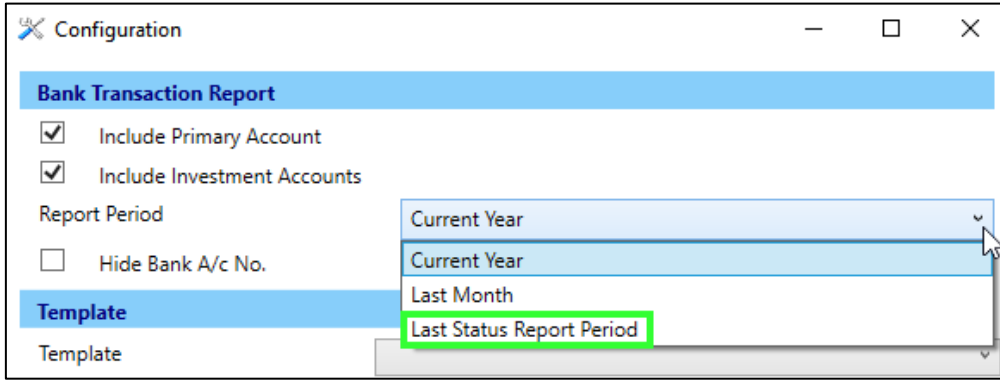 Configuration
Bank Transaction Report
Include Primary Account
Include Investment Accounts
Report Period
Current Year
Current Year
Hide Bank A/c No.
Last Month
Last Status Report Period
Template
Template